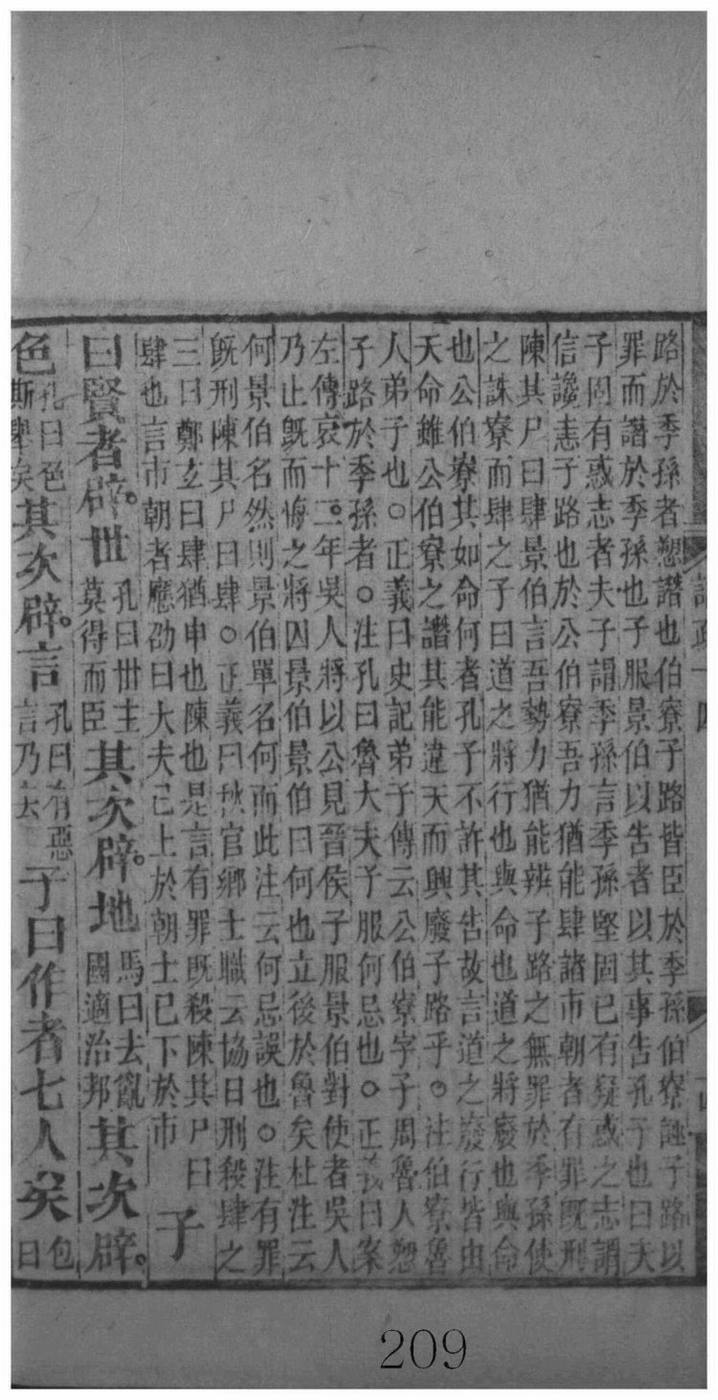 路於季孫者愬譖也伯寮子路皆臣於季孫伯寮誣子路以
罪而譖於季孫也子服景伯以告者以其事告孔子也曰夫
子固有惑志者夫子謂季孫言季孫堅固已有疑惑之志謂
信讒恚子路也於公伯寮吾力猶能肆諸市朝者有罪旣刑
陳其尸曰肆景伯言吾勢力猶能辨子路之無罪於季孫使
之誅寮而肆之子曰道之將行也與命也道之將廢也與命
也公伯寮其如命何者孔子不許其告故言道之廢行皆由
天命雖公伯寮之譖其能違天而興廢子路乎○注伯寮魯
人弟子也○正義曰史記弟子傳云公伯寮字子周魯人愬
子路於季孫者○注孔曰魯大夫子服何忌也○正義曰案
左傳哀十三年吳人將以公見晉侯子服景伯對使者吳人
乃止旣而悔之將囚景伯景伯曰何也立後於魯矣杜注云
何景伯名然則景伯單名何而此注云何忌誤也○注有罪
旣刑陳其尸曰肆○正義曰秋官鄉士職云協日刑殺肆之
三日鄭玄曰肆猶申也陳也是言有罪旣殺陳其尸曰
肆也言市朝者應劭曰大夫已上於朝士已下於市 子
曰賢者辟。世 孔曰世主莫得而臣 其次辟。地 馬曰去亂國適治邦 其次辟。
色 孔曰色斯舉矣 其次辟。言 孔曰有惡言乃去 子曰作者七人矣 包曰
209